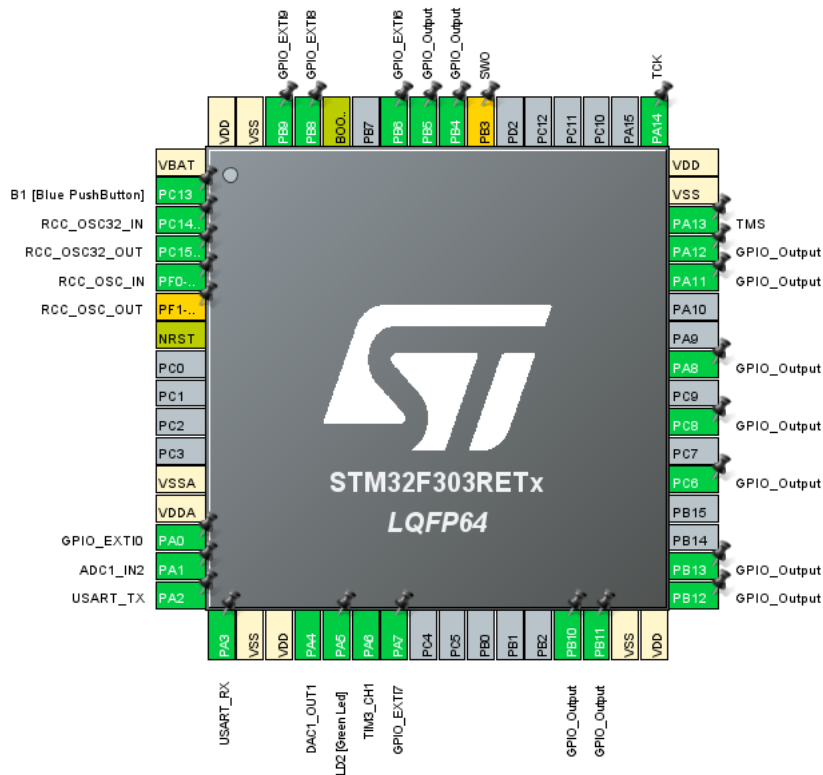 GPIO_EXTI9
GPIO_EXTI8
GPIO_EXTI6
GPIO_Output
GPIO_Output
SWO
TCK
VDD
VSS
PB9
PB8
BOO..
PB7
PB6
PB5
PB4
PB3
PD2
PC12
PC11
PC10
PA15
PA14
VBAT
B1 [Blue PushButton] PC13
RCC_OSC32_IN PC14..
RCC_OSC32_OUT PC15..
RCC_OSC_IN PF0-..
RCC_OSC_OUT PF1-..
NRST
PC0
PC1
PC2
PC3
VSSA
VDDA
GPIO_EXTI0 PA0
ADC1_IN2 PA1
USART_TX PA2
STM32F303RETx
LQFP64
VDD
VSS
PA13 TMS
PA12 GPIO_Output
PA11 GPIO_Output
PA10
PA9
PA8 GPIO_Output
PC9
PC8 GPIO_Output
PC7
PC6 GPIO_Output
PB15
PB14
PB13 GPIO_Output
PB12 GPIO_Output
PA3
VSS
VDD
PA4
PA5
PA6
PA7
PC4
PC5
PB0
PB1
PB2
PB10
PB11
VSS
VDD
USART_RX
DAC1_OUT1
LD2 [Green Led]
TIM3_CH1
GPIO_EXTI7
GPIO_Output
GPIO_Output